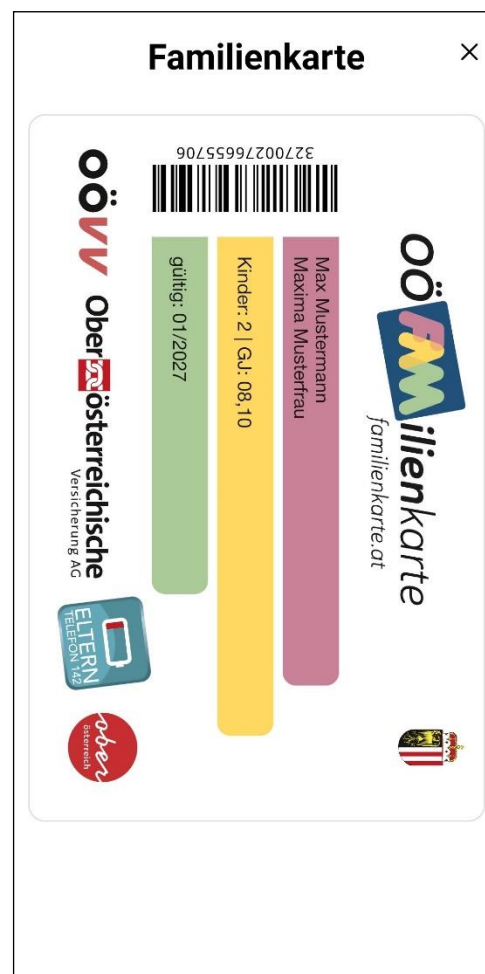 Familienkarte
OÖ FAMilienkarte
familienkarte.at
Max Mustermann
Maxima Musterfrau
Kinder: 2 | GJ: 08,10
gültig: 01/2027
3270027665706
OÖVV
Oberösterreichische
Versicherung AG
ELTERN
TELEFON 142
ober
österreich